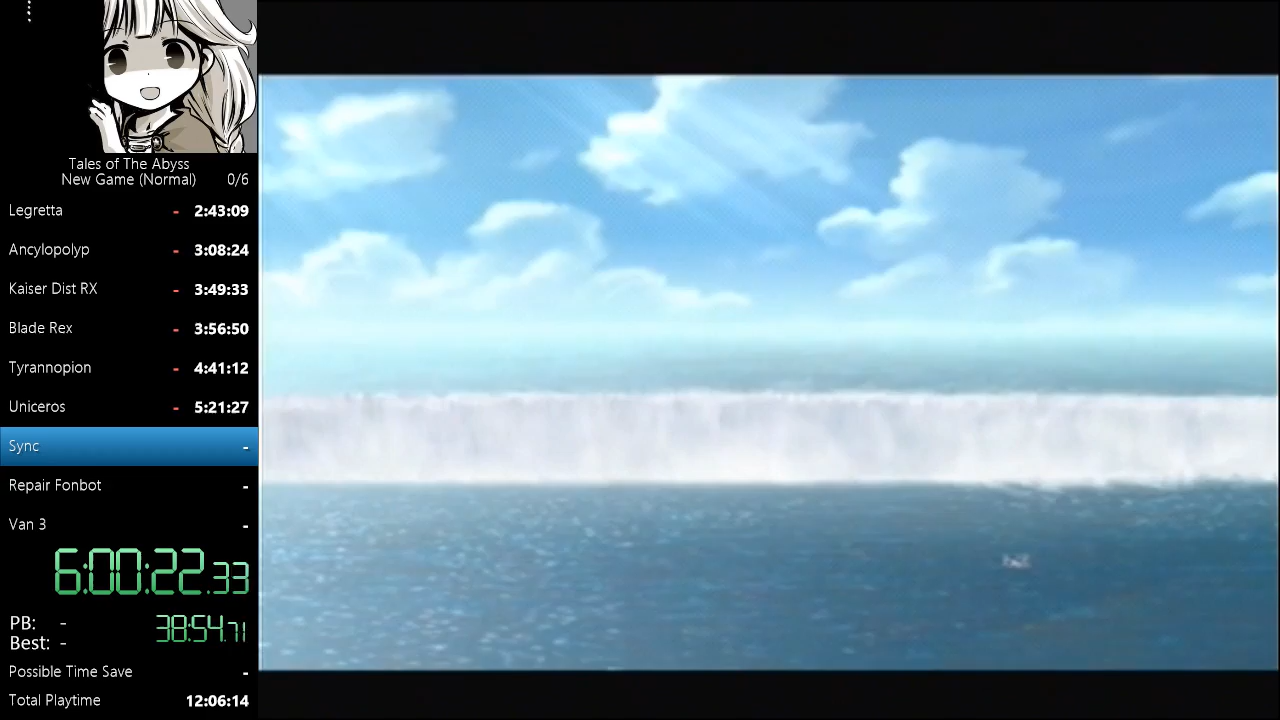 Tales of The Abyss
New Game (Normal) 0/6
Legretta - 2:43:09
Ancylopolyp - 3:08:24
Kaiser Dist RX - 3:49:33
Blade Rex - 3:56:50
Tyrannopion - 4:41:12
Uniceros - 5:21:27
Sync -
Repair Fonbot -
Van 3 -
6:00:22.33
PB: - 38:54.71
Best: -
Possible Time Save -
Total Playtime 12:06:14